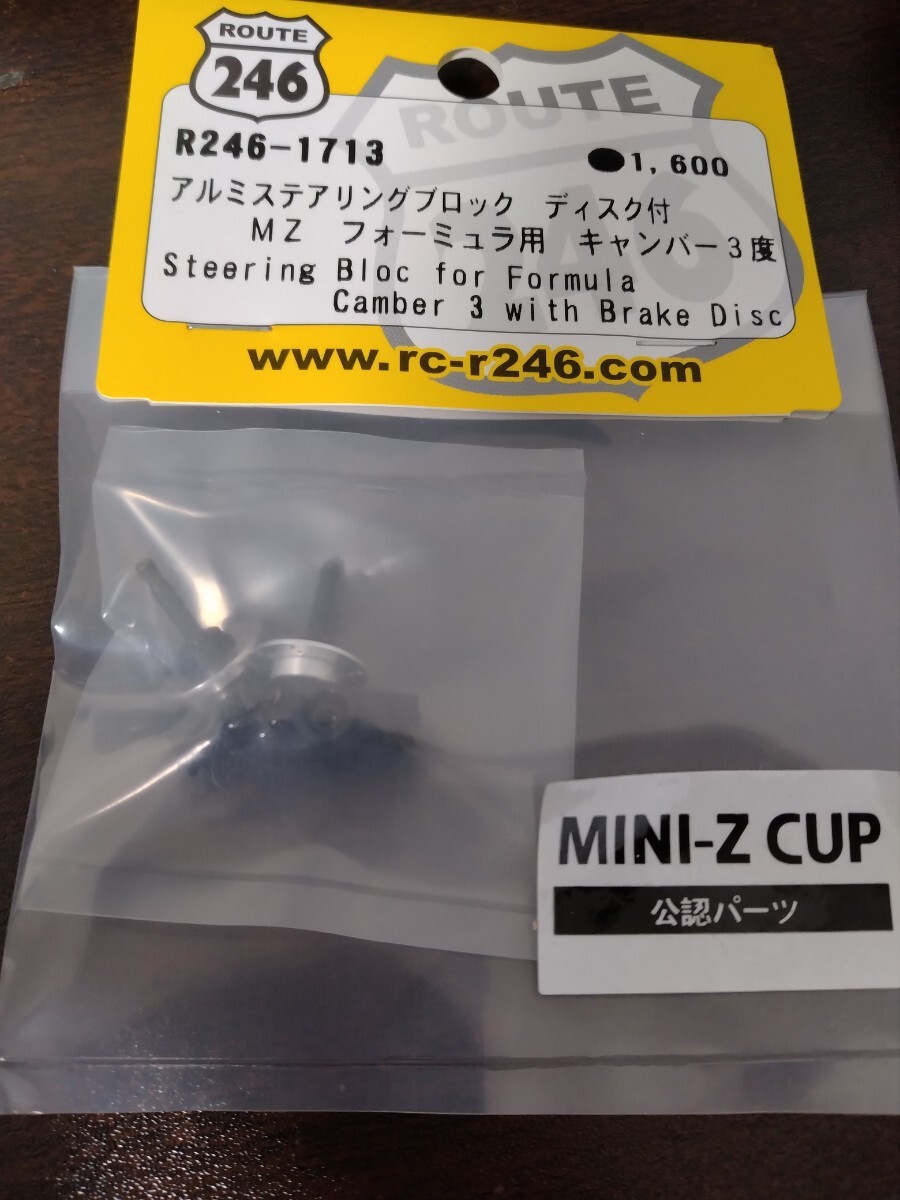 ROUTE
246
ROUTE
246
R246-1713
●1,600
アルミステアリングブロック ディスク付
MZ フォーミュラ用 キャンバー3度
Steering Bloc for Formula
Camber 3 with Brake Disc
www.rc-r246.com
MINI-Z CUP
公認パーツ